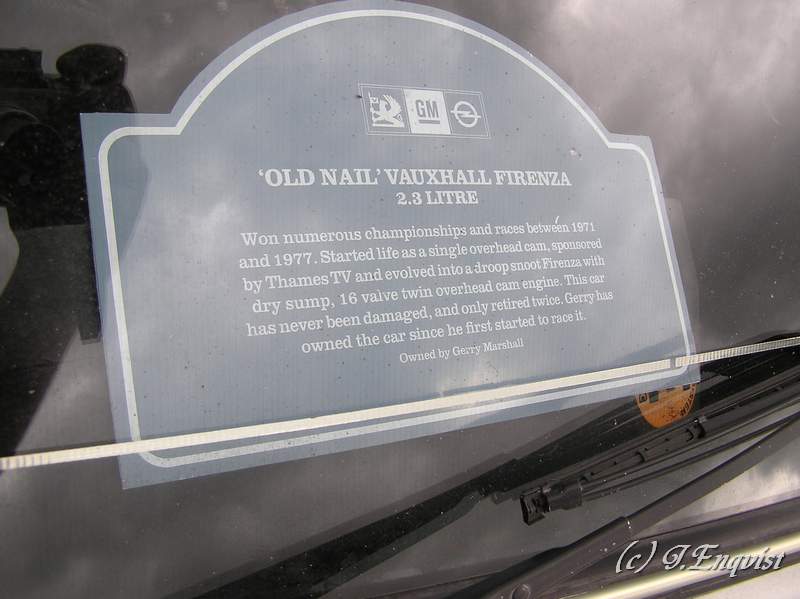 GM
‘OLD NAIL’ VAUXHALL FIRENZA
2.3 LITRE
Won numerous championships and races between 1971
and 1977. Started life as a single overhead cam, sponsored
by Thames TV and evolved into a droop snoot Firenza with
dry sump, 16 valve twin overhead cam engine. This car
has never been damaged, and only retired twice. Gerry has
owned the car since he first started to race it.
Owned by Gerry Marshall
(c) T.Enqvist